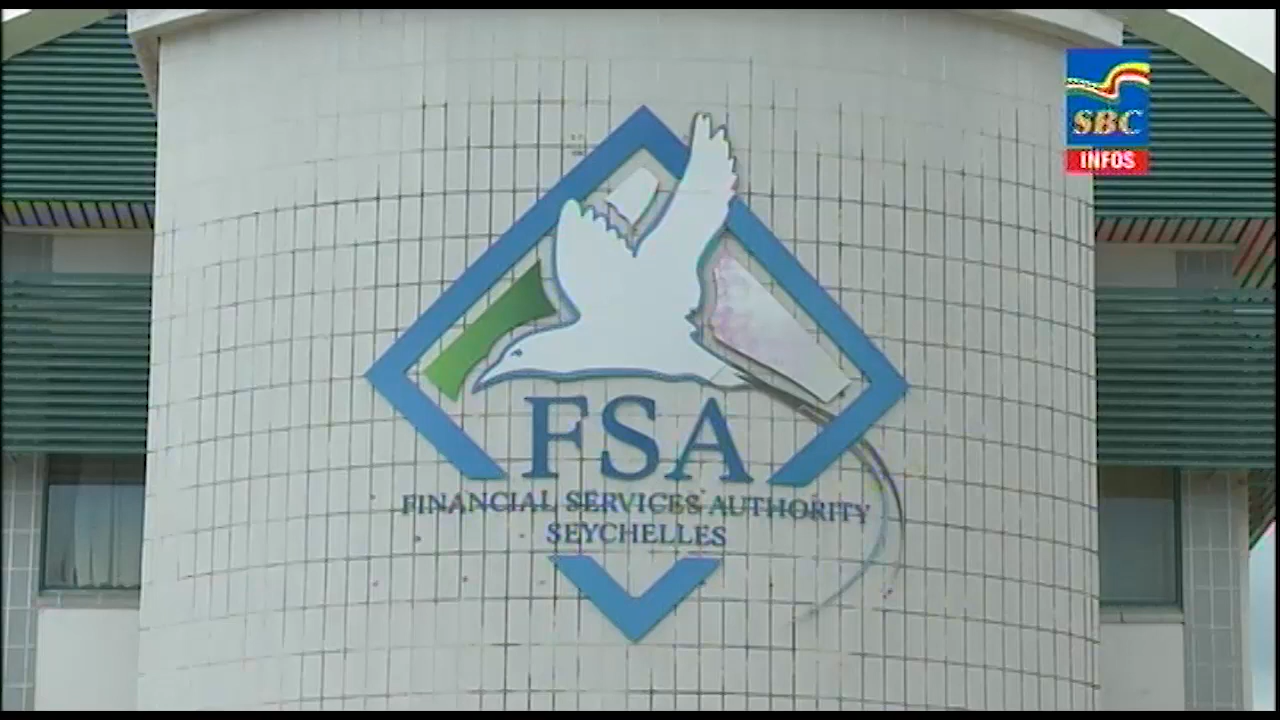 SBC
INFOS
FSA
FINANCIAL SERVICES AUTHORITY
SEYCHELLES